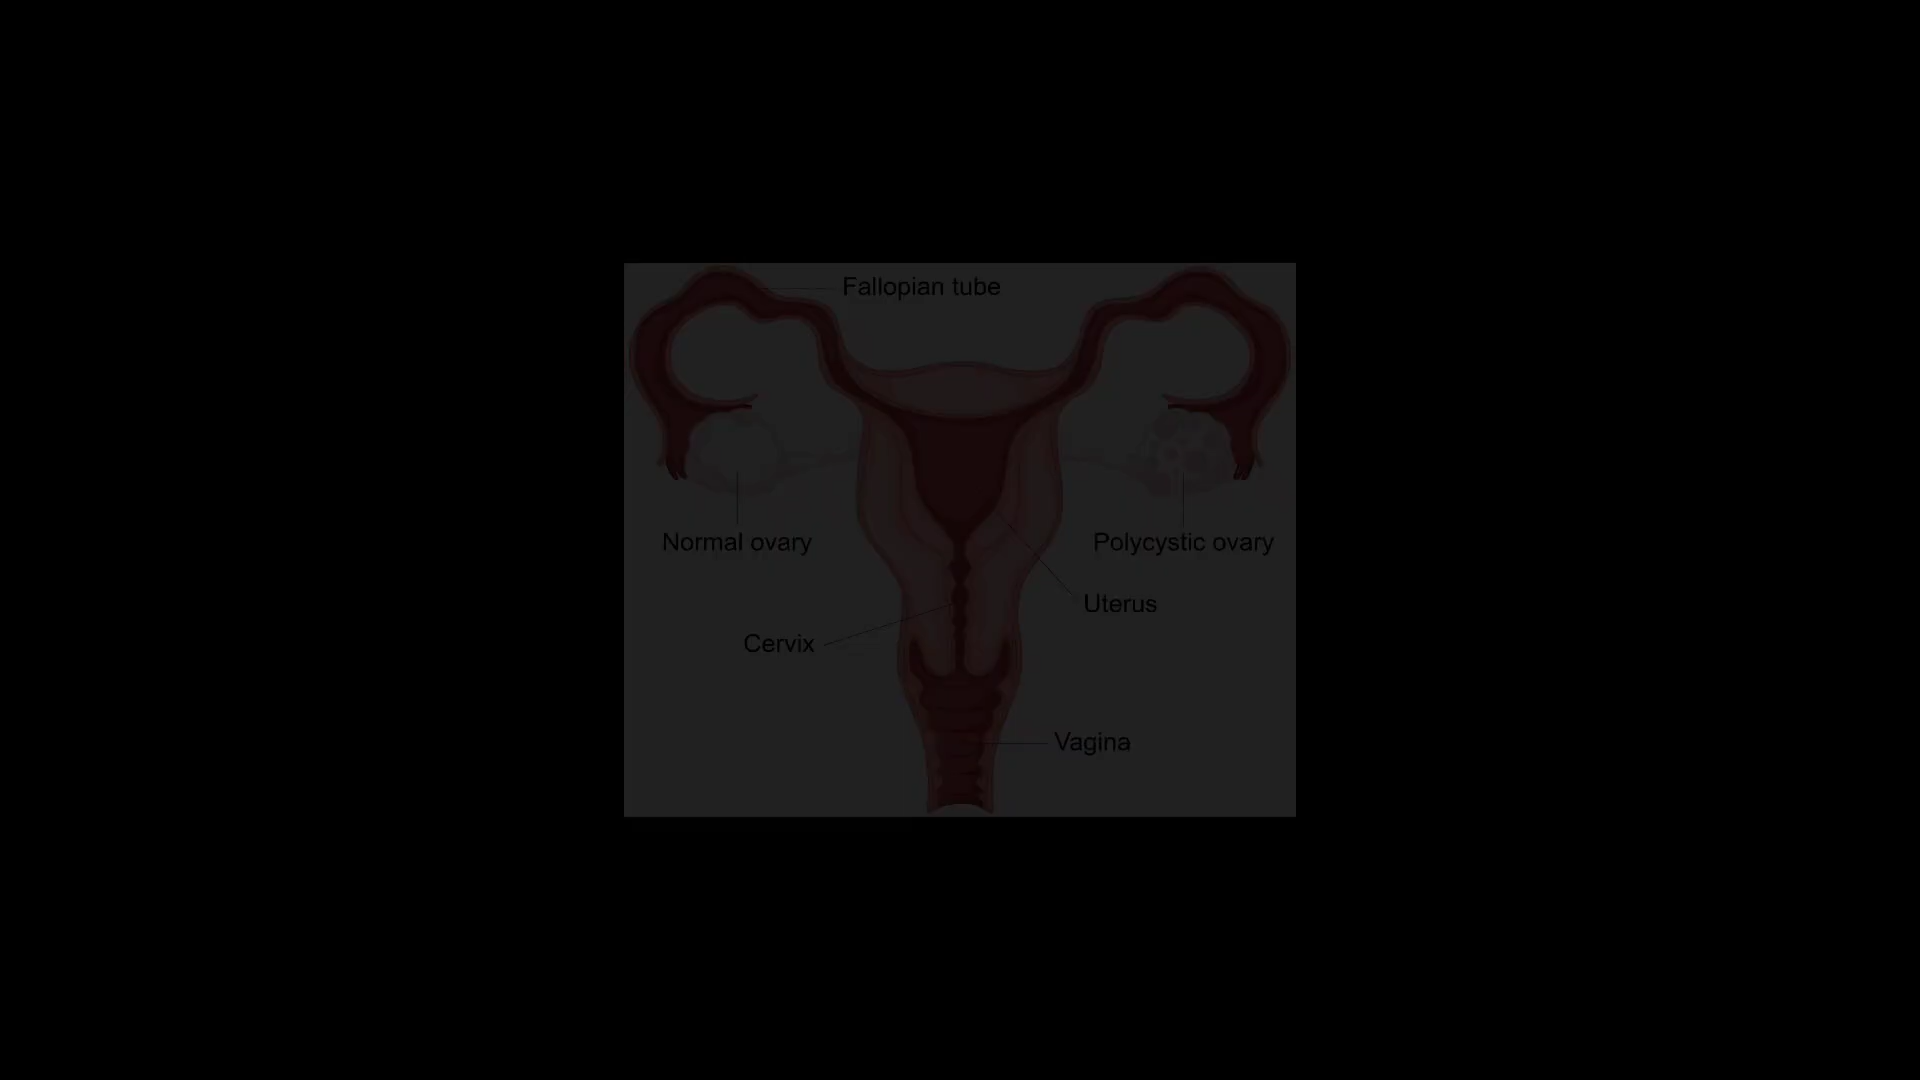 Fallopian tube
Normal ovary
Polycystic ovary
Uterus
Cervix
Vagina